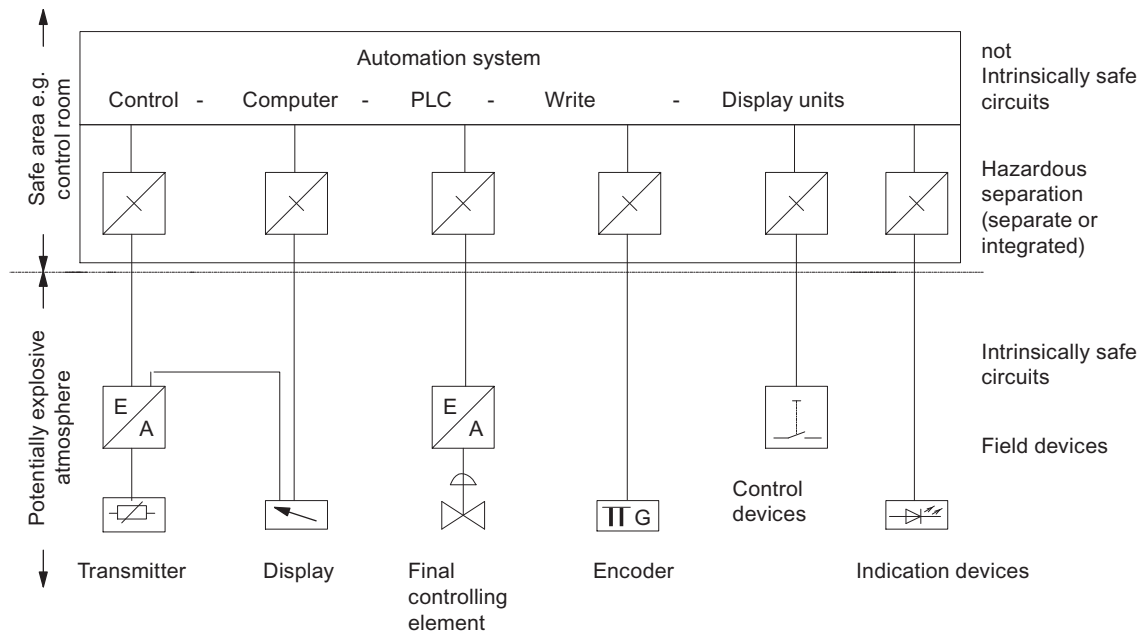 Safe area e.g.
control room
Automation system
Control - Computer - PLC - Write - Display units
not
Intrinsically safe
circuits
Hazardous
separation
(separate or
integrated)
Potentially explosive
atmosphere
Intrinsically safe
circuits
E
A
E
A
Field devices
G
Control
devices
Transmitter
Display
Final
controlling
element
Encoder
Indication devices